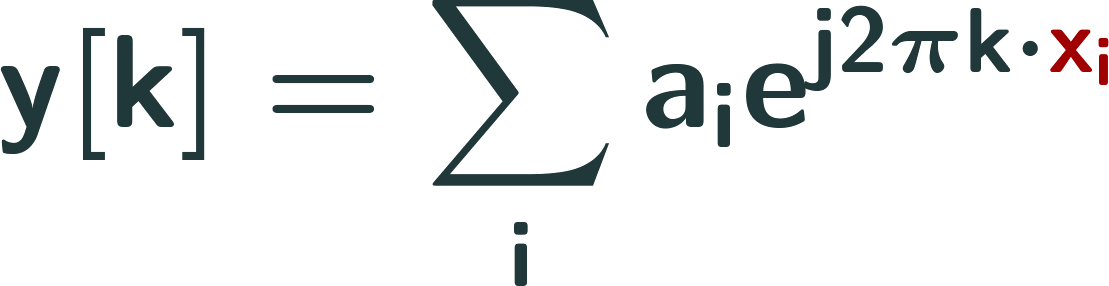 y[k] = ∑ aᵢe^{j2πk·xᵢ}
i